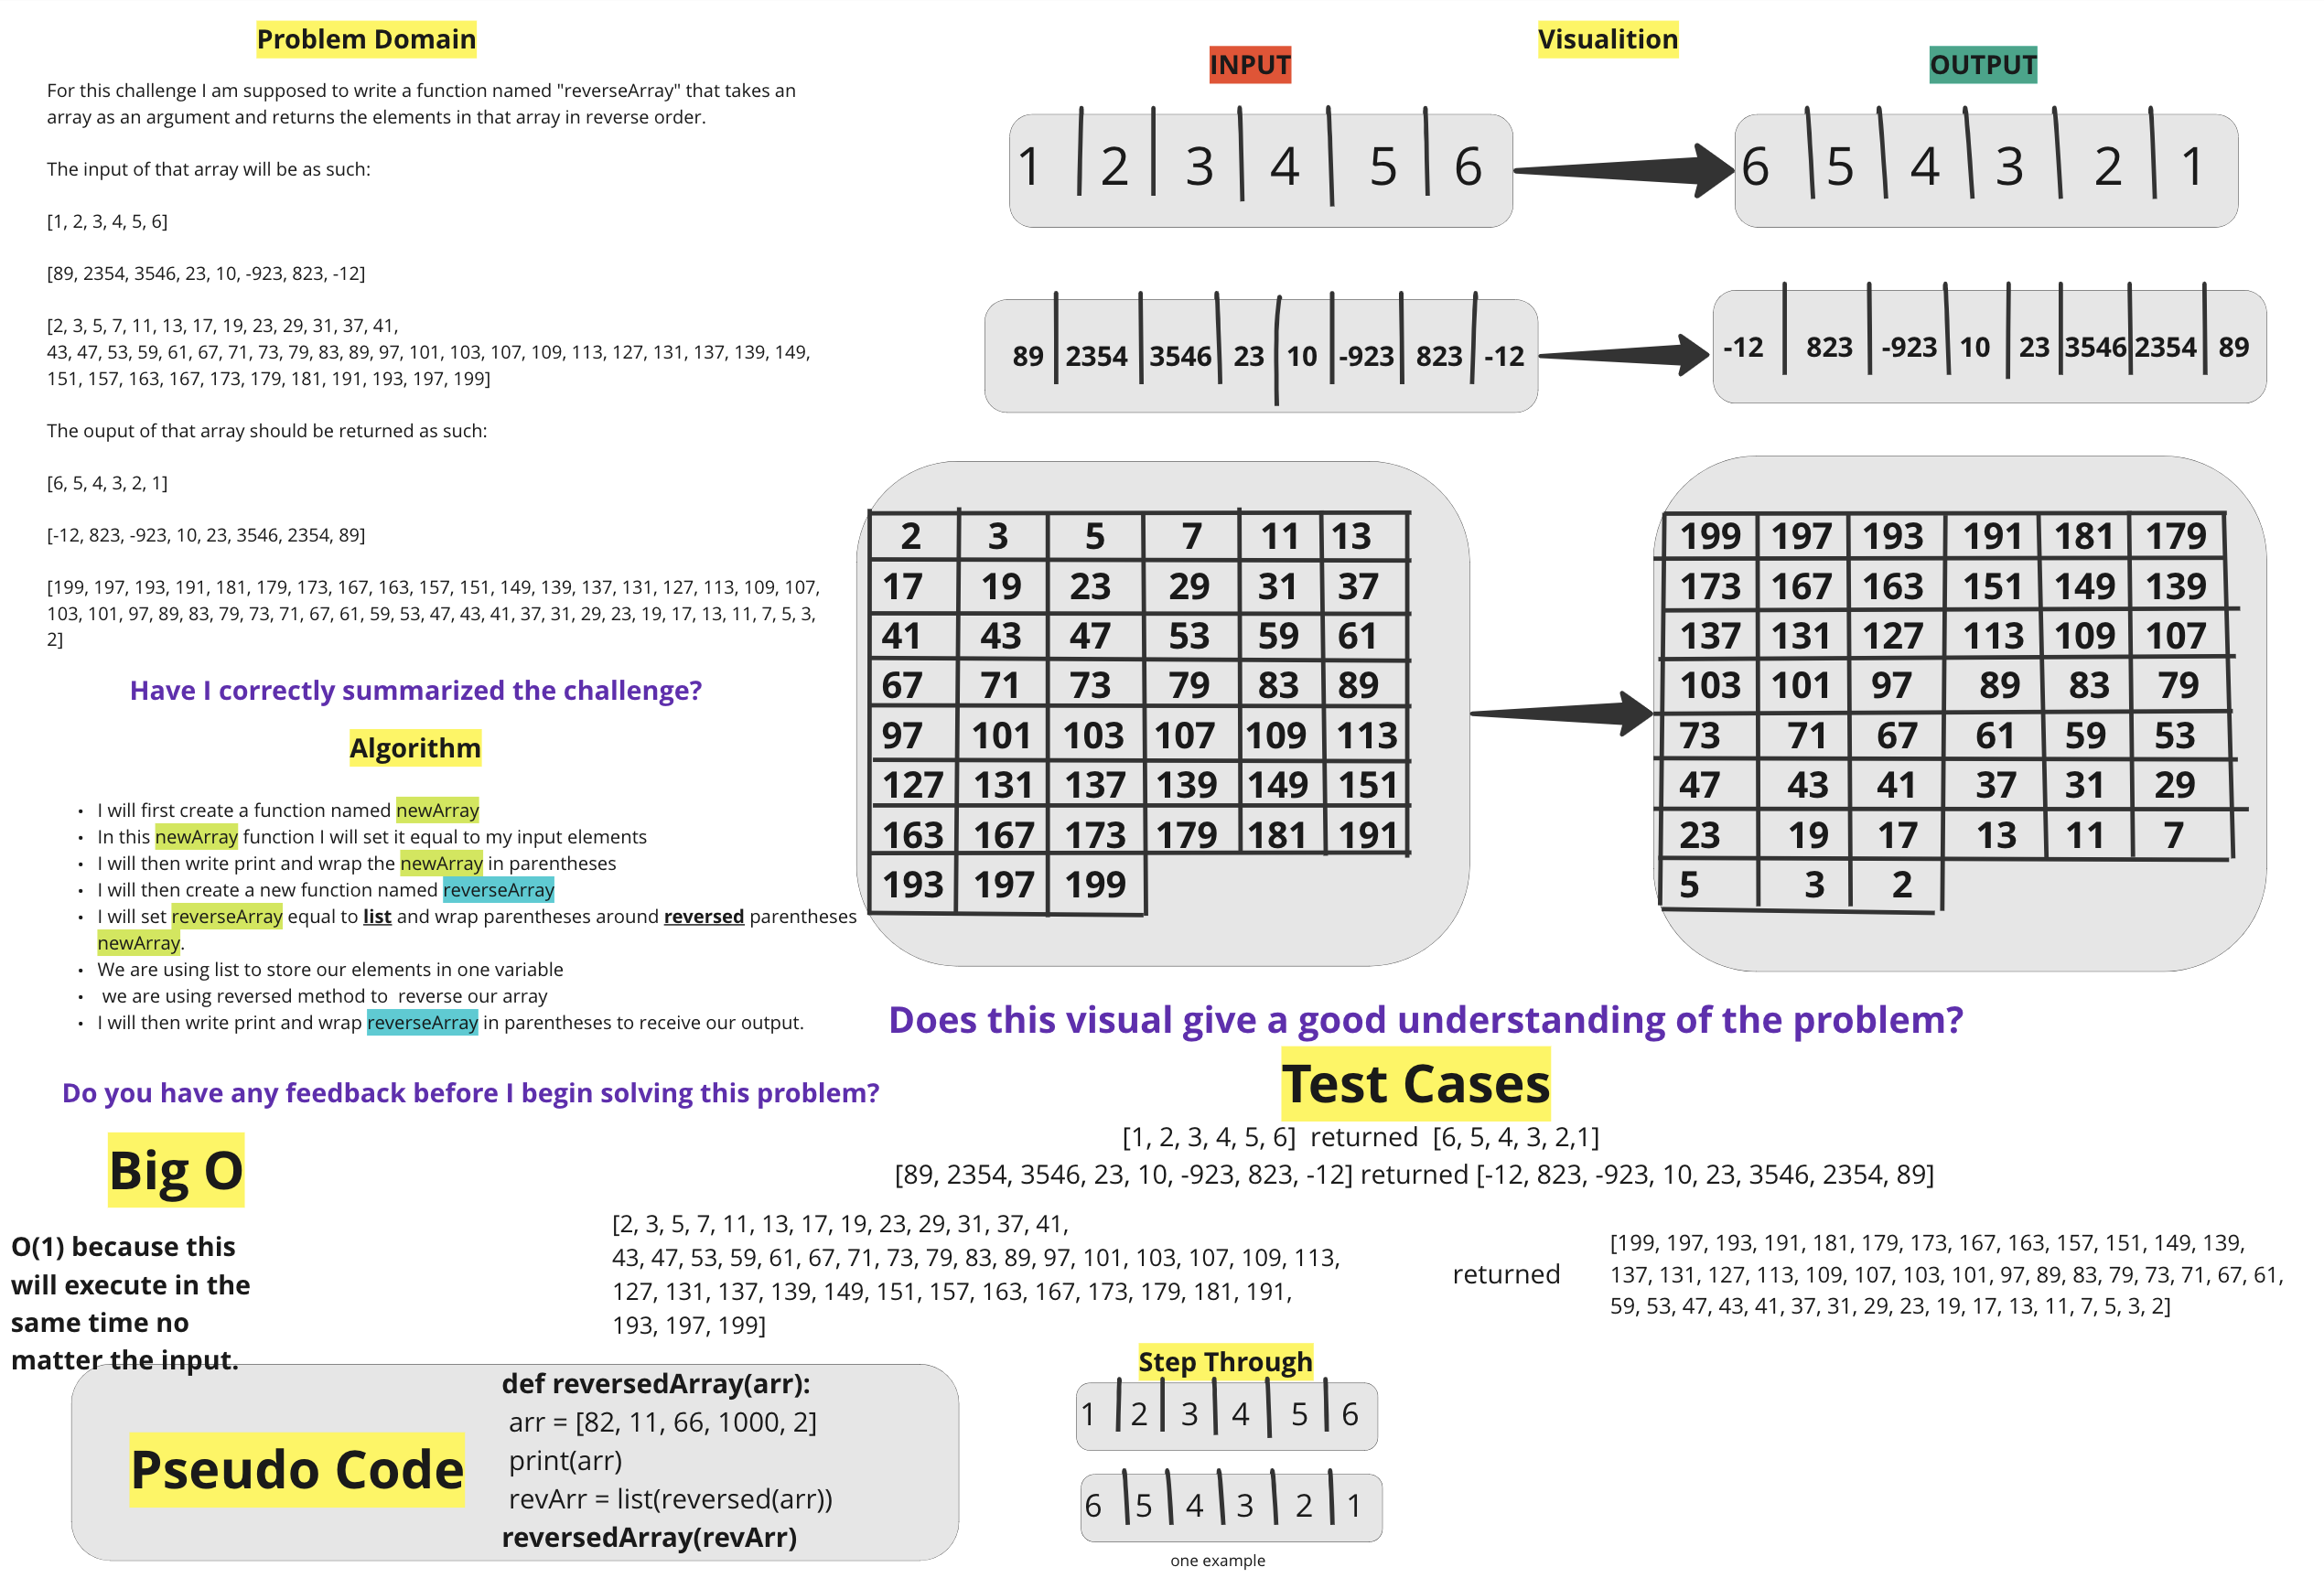 Problem Domain
For this challenge I am supposed to write a function named "reverseArray" that takes an
array as an argument and returns the elements in that array in reverse order.
The input of that array will be as such:
[1, 2, 3, 4, 5, 6]
[89, 2354, 3546, 23, 10, -923, 823, -12]
[2, 3, 5, 7, 11, 13, 17, 19, 23, 29, 31, 37, 41,
43, 47, 53, 59, 61, 67, 71, 73, 79, 83, 89, 97, 101, 103, 107, 109, 113, 127, 131, 137, 139, 149,
151, 157, 163, 167, 173, 179, 181, 191, 193, 197, 199]
The ouput of that array should be returned as such:
[6, 5, 4, 3, 2, 1]
[-12, 823, -923, 10, 23, 3546, 2354, 89]
[199, 197, 193, 191, 181, 179, 173, 167, 163, 157, 151, 149, 139, 137, 131, 127, 113, 109, 107,
103, 101, 97, 89, 83, 79, 73, 71, 67, 61, 59, 53, 47, 43, 41, 37, 31, 29, 23, 19, 17, 13, 11, 7, 5, 3,
2]
Have I correctly summarized the challenge?
Algorithm
• I will first create a function named newArray
• In this newArray function I will set it equal to my input elements
• I will then write print and wrap the newArray in parentheses
• I will then create a new function named reverseArray
• I will set reverseArray equal to list and wrap parentheses around reversed parentheses
newArray.
• We are using list to store our elements in one variable
• we are using reversed method to reverse our array
• I will then write print and wrap reverseArray in parentheses to receive our output.
Do you have any feedback before I begin solving this problem?
Big O
O(1) because this
will execute in the
same time no
matter the input.
Pseudo Code
def reversedArray(arr):
arr = [82, 11, 66, 1000, 2]
print(arr)
revArr = list(reversed(arr))
reversedArray(revArr)
Visualition
INPUT
OUTPUT
1 2 3 4 5 6
6 5 4 3 2 1
89 2354 3546 23 10 -923 823 -12
-12 823 -923 10 23 3546 2354 89
2 3 5 7 11 13
17 19 23 29 31 37
41 43 47 53 59 61
67 71 73 79 83 89
97 101 103 107 109 113
127 131 137 139 149 151
163 167 173 179 181 191
193 197 199
199 197 193 191 181 179
173 167 163 151 149 139
137 131 127 113 109 107
103 101 97 89 83 79
73 71 67 61 59 53
47 43 41 37 31 29
23 19 17 13 11 7
5 3 2
Does this visual give a good understanding of the problem?
Test Cases
[1, 2, 3, 4, 5, 6] returned [6, 5, 4, 3, 2,1]
[89, 2354, 3546, 23, 10, -923, 823, -12] returned [-12, 823, -923, 10, 23, 3546, 2354, 89]
[2, 3, 5, 7, 11, 13, 17, 19, 23, 29, 31, 37, 41,
43, 47, 53, 59, 61, 67, 71, 73, 79, 83, 89, 97, 101, 103, 107, 109, 113,
127, 131, 137, 139, 149, 151, 157, 163, 167, 173, 179, 181, 191,
193, 197, 199]
returned
[199, 197, 193, 191, 181, 179, 173, 167, 163, 157, 151, 149, 139,
137, 131, 127, 113, 109, 107, 103, 101, 97, 89, 83, 79, 73, 71, 67, 61,
59, 53, 47, 43, 41, 37, 31, 29, 23, 19, 17, 13, 11, 7, 5, 3, 2]
Step Through
1 2 3 4 5 6
6 5 4 3 2 1
one example